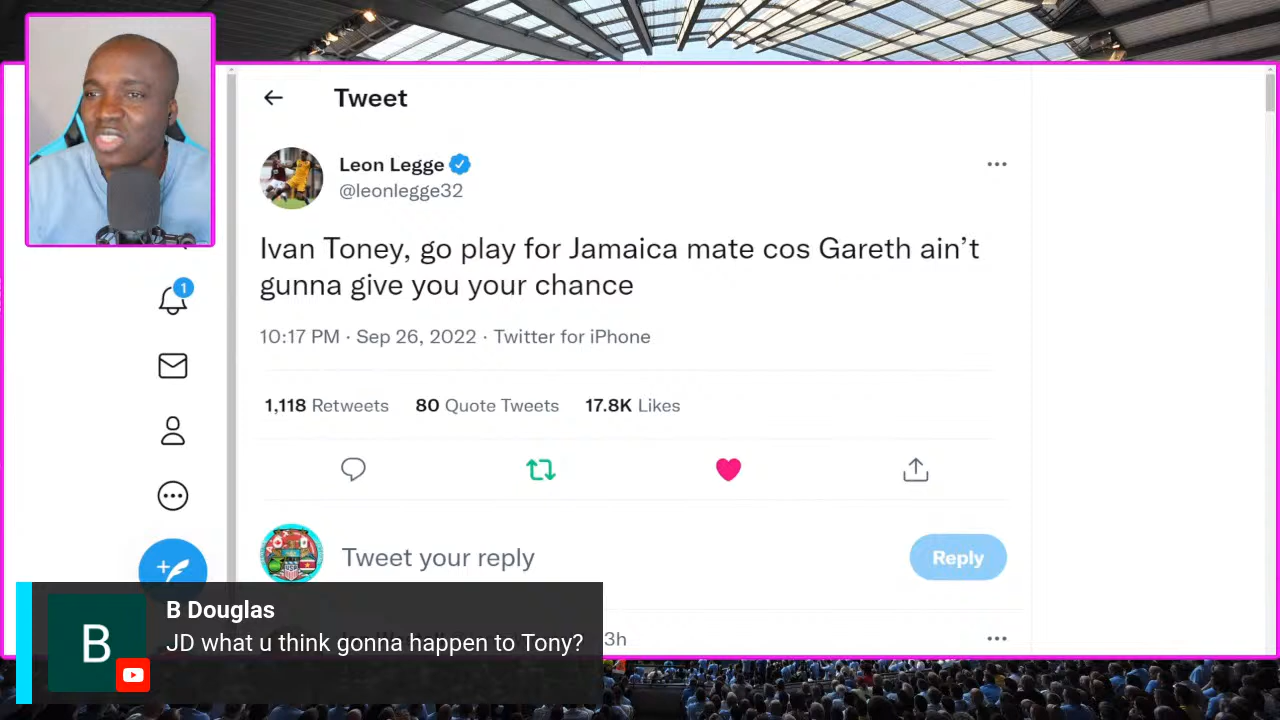 Tweet
Leon Legge
@leonlegge32
Ivan Toney, go play for Jamaica mate cos Gareth ain’t
gunna give you your chance
10:17 PM · Sep 26, 2022 · Twitter for iPhone
1,118 Retweets 80 Quote Tweets 17.8K Likes
1
Tweet your reply
Reply
B Douglas
B
JD what u think gonna happen to Tony?
3h